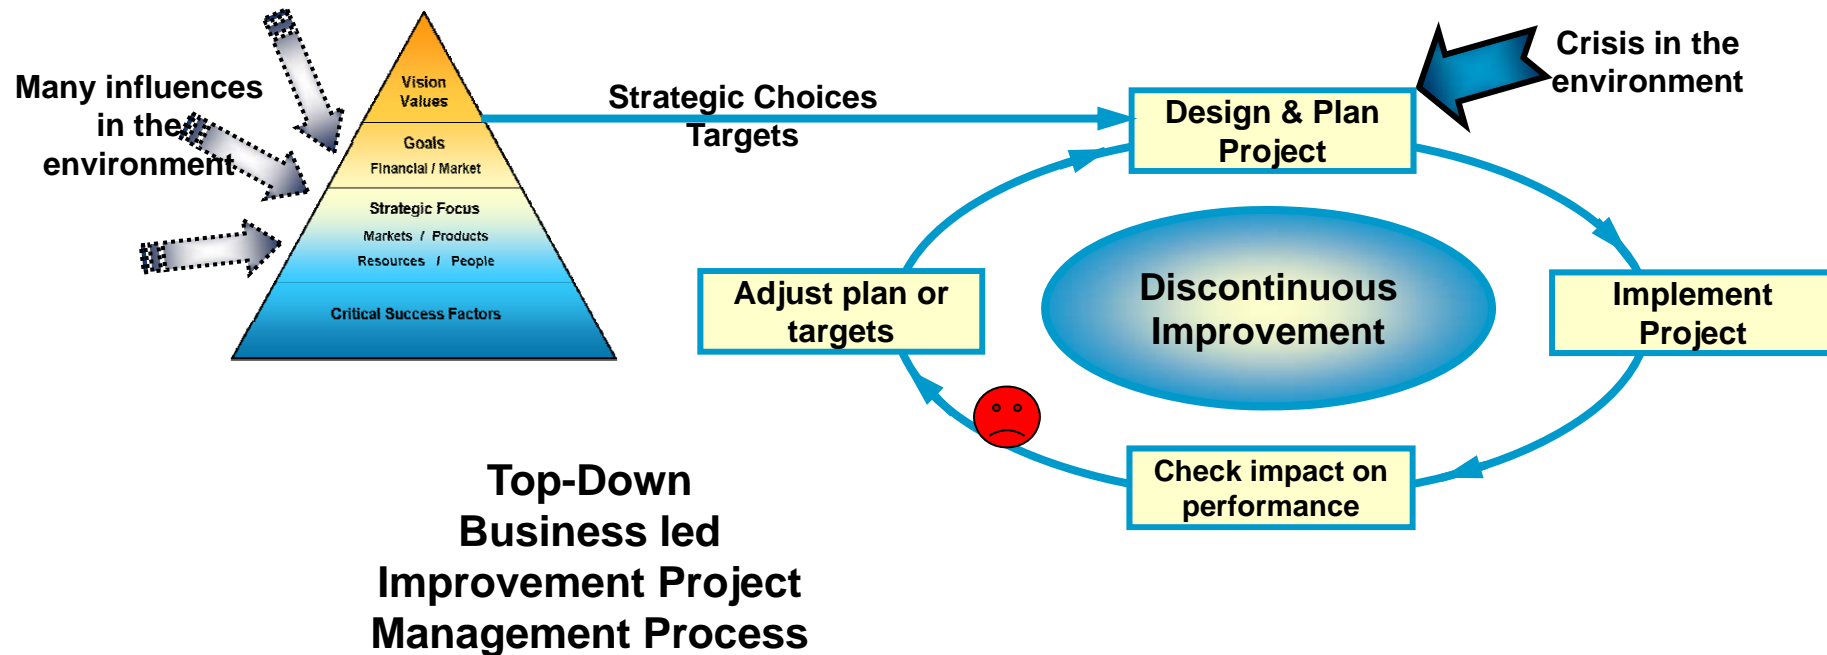 Many influences
in the
environment
Vision
Values
Goals
Financial / Market
Strategic Focus
Markets / Products
Resources / People
Critical Success Factors
Strategic Choices
Targets
Crisis in the
environment
Design & Plan
Project
Implement
Project
Check impact on
performance
Adjust plan or
targets
Discontinuous
Improvement
Top-Down
Business led
Improvement Project
Management Process